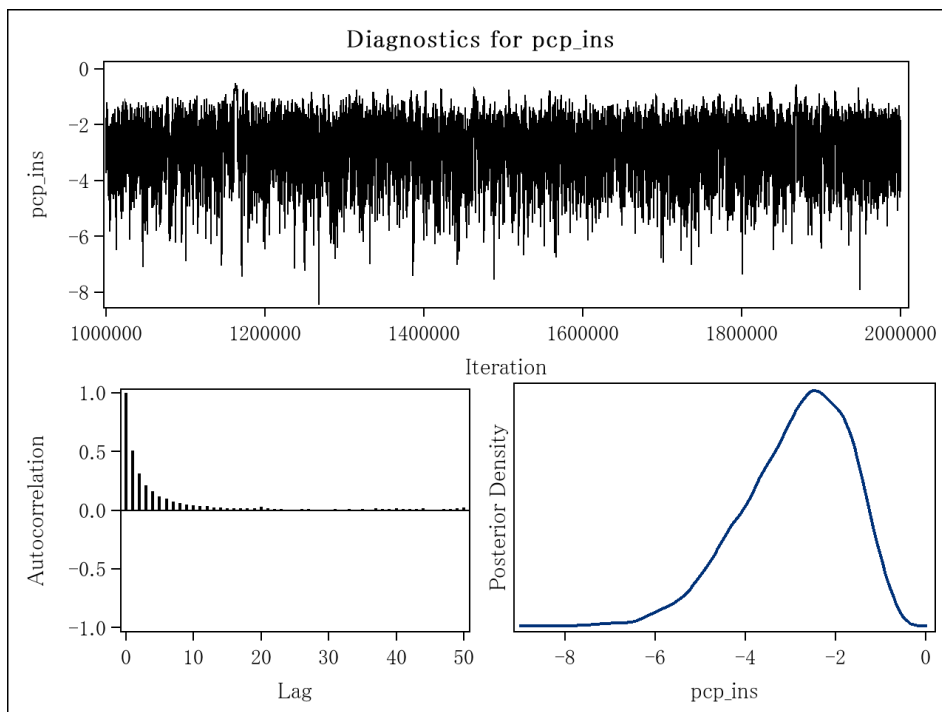 Diagnostics for pcp_ins
0
−2
−4
−6
−8
pcp_ins
1000000 1200000 1400000 1600000 1800000 2000000
Iteration
1.0
0.5
0.0
−0.5
−1.0
Autocorrelation
0 10 20 30 40 50
Lag
Posterior Density
−8 −6 −4 −2 0
pcp_ins